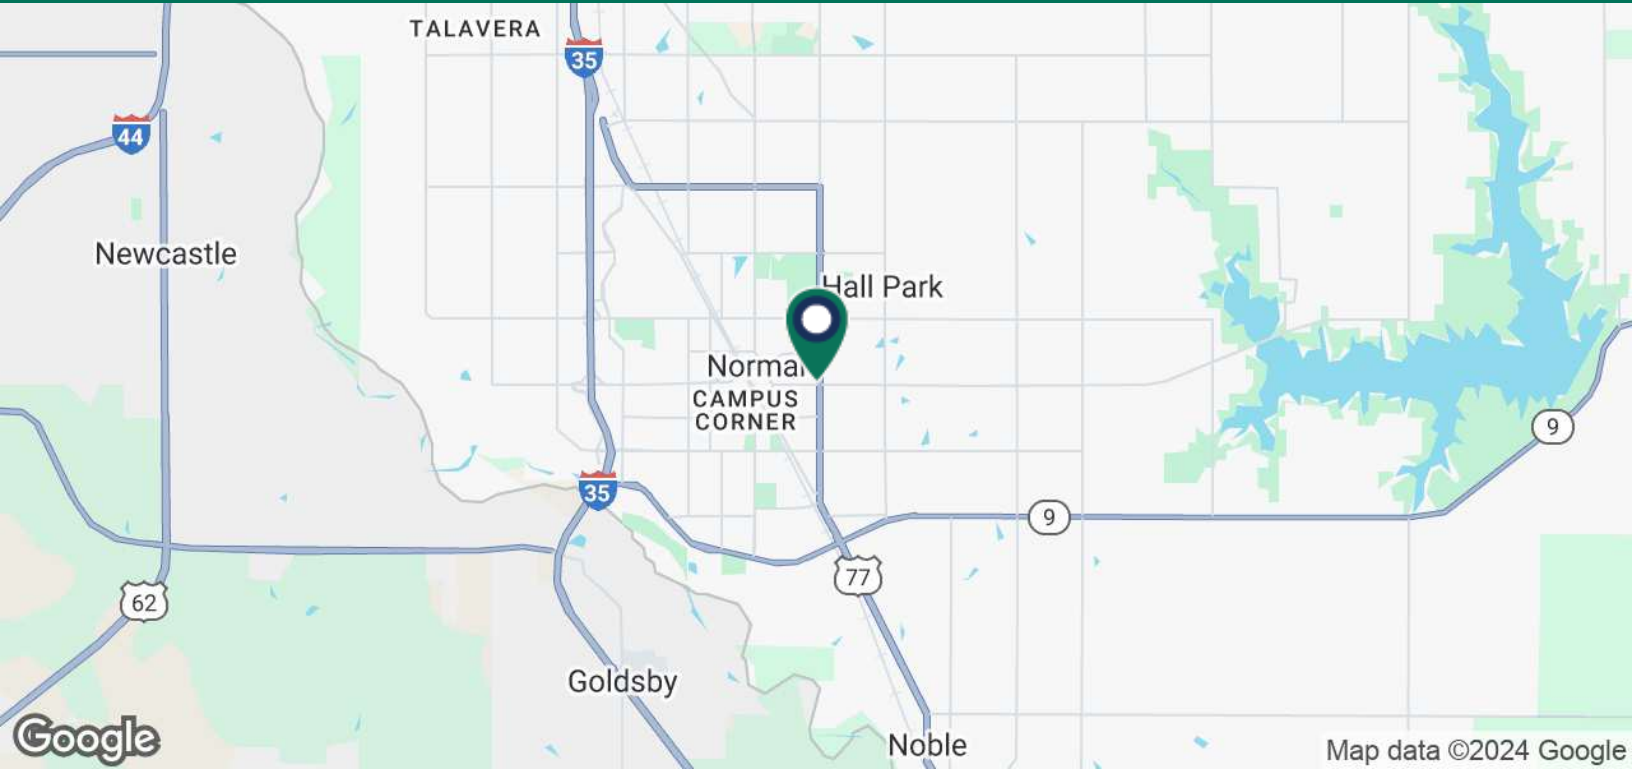 TALAVERA
35
44
Newcastle
Hall Park
Norman
CAMPUS
CORNER
9
35
9
77
62
Goldsby
Noble
Google
Map data ©2024 Google